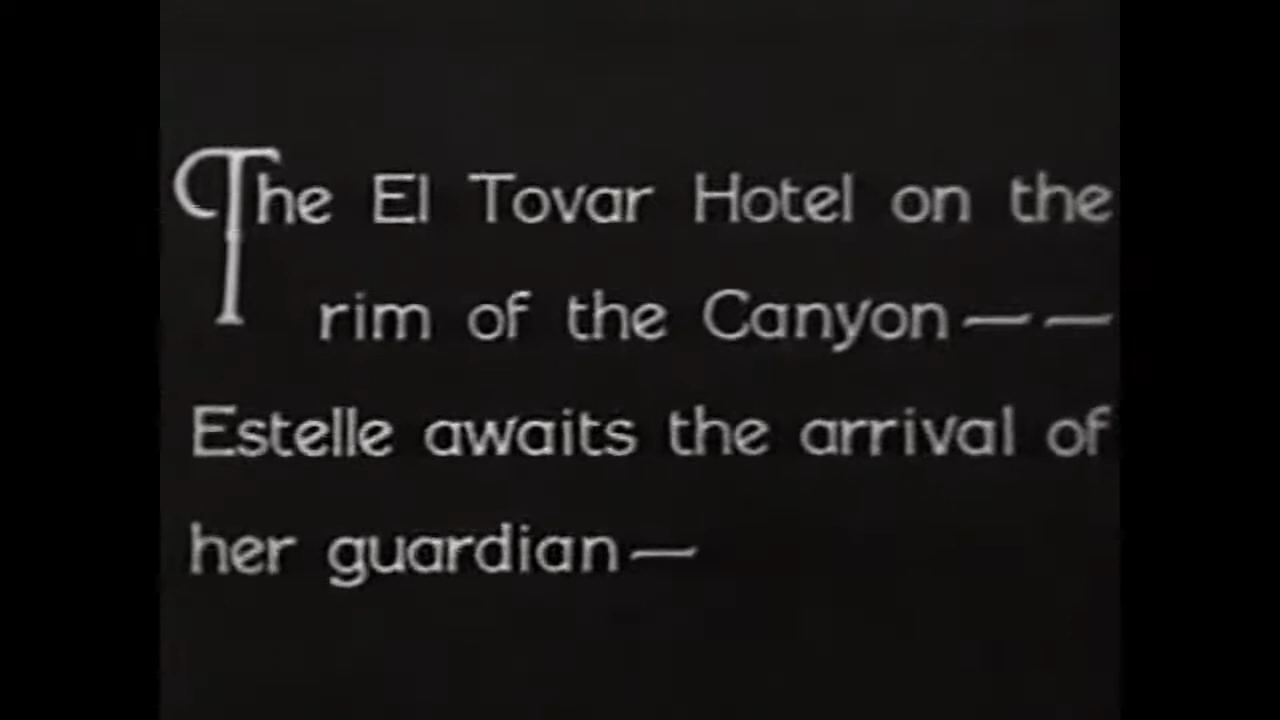 The El Tovar Hotel on the
rim of the Canyon — —
Estelle awaits the arrival of
her guardian —